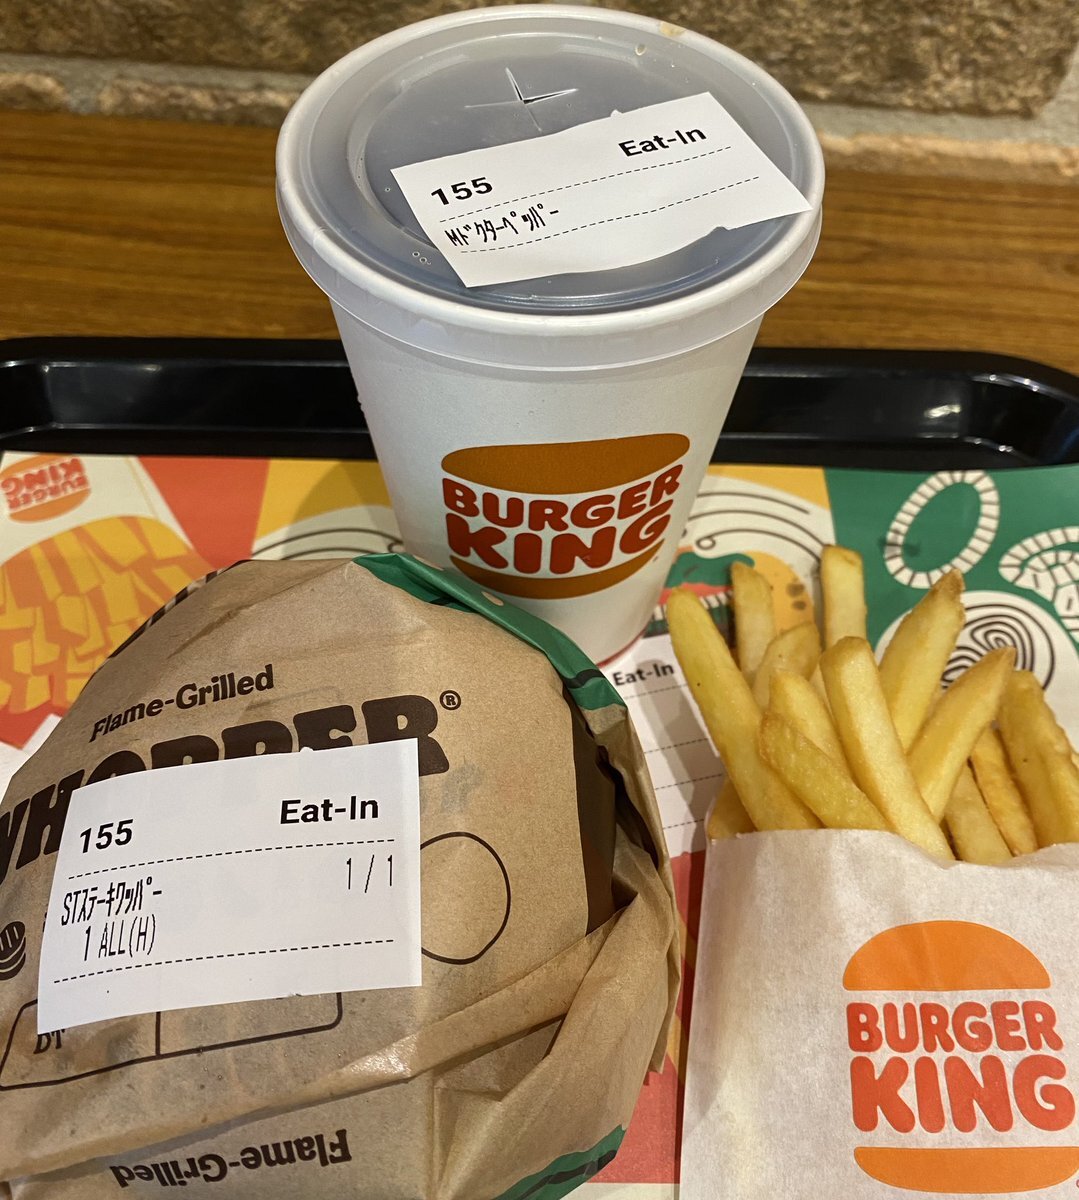 Eat-In
155
Mﾄﾞｸﾀｰﾍﾟｯﾊﾟｰ
BURGER
KING
BURGER
KING
Eat-In
Flame-Grilled
WHOPPER®
Eat-In
155
1 / 1
STｽﾃｰｷﾜｯﾊﾟｰ
1 ALL(H)
Flame-Grilled
BURGER
KING